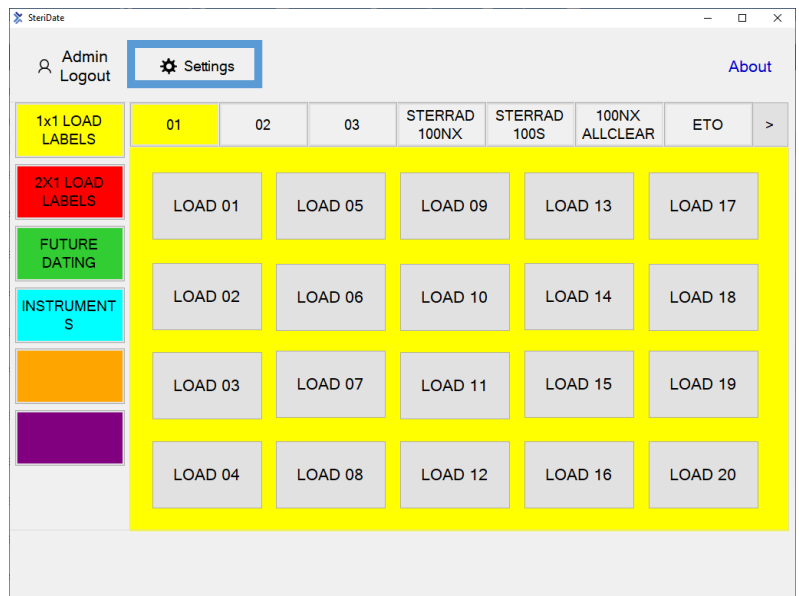 SteriDate
Admin
Logout
Settings
About
1x1 LOAD
LABELS
2X1 LOAD
LABELS
FUTURE
DATING
INSTRUMENT
S
01
02
03
STERRAD
100NX
STERRAD
100S
100NX
ALLCLEAR
ETO
>
LOAD 01
LOAD 05
LOAD 09
LOAD 13
LOAD 17
LOAD 02
LOAD 06
LOAD 10
LOAD 14
LOAD 18
LOAD 03
LOAD 07
LOAD 11
LOAD 15
LOAD 19
LOAD 04
LOAD 08
LOAD 12
LOAD 16
LOAD 20